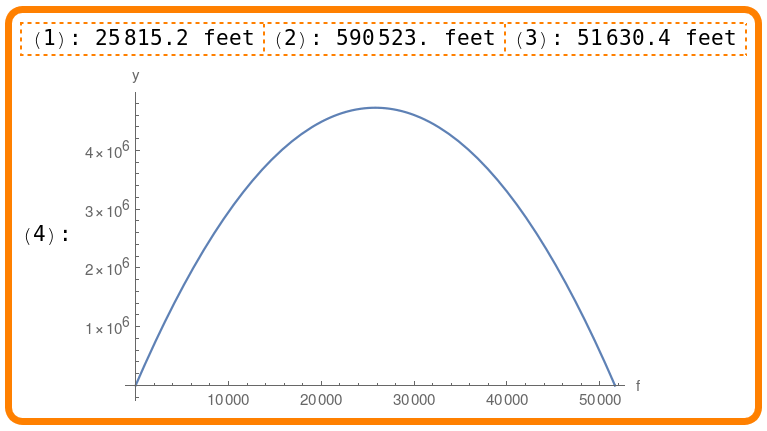 (1): 25815.2 feet (2): 590523. feet (3): 51630.4 feet
y
4×10⁶
3×10⁶
(4):
2×10⁶
1×10⁶
f
10000 20000 30000 40000 50000